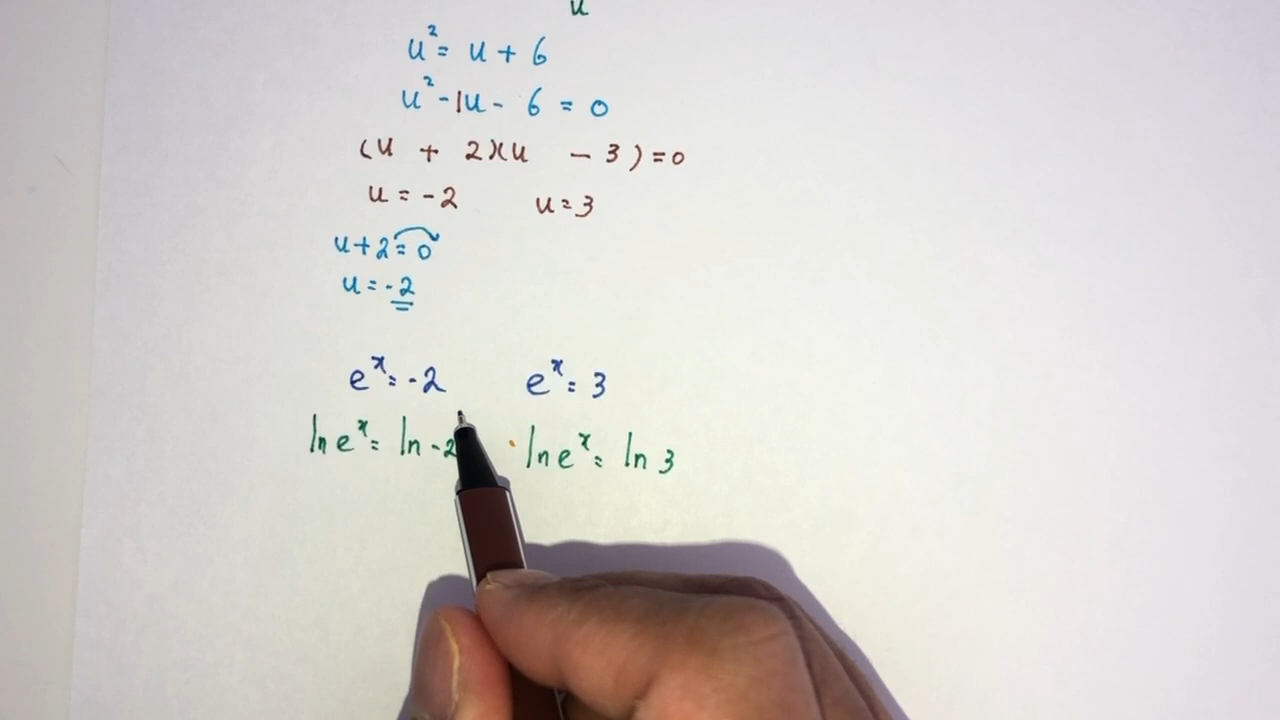 u
u² = u + 6
u² - 1u - 6 = 0
(u + 2)(u - 3) = 0
u = -2 u = 3
u + 2 = 0
u = -2
eˣ = -2 eˣ = 3
ln eˣ = ln -2 ln eˣ = ln 3